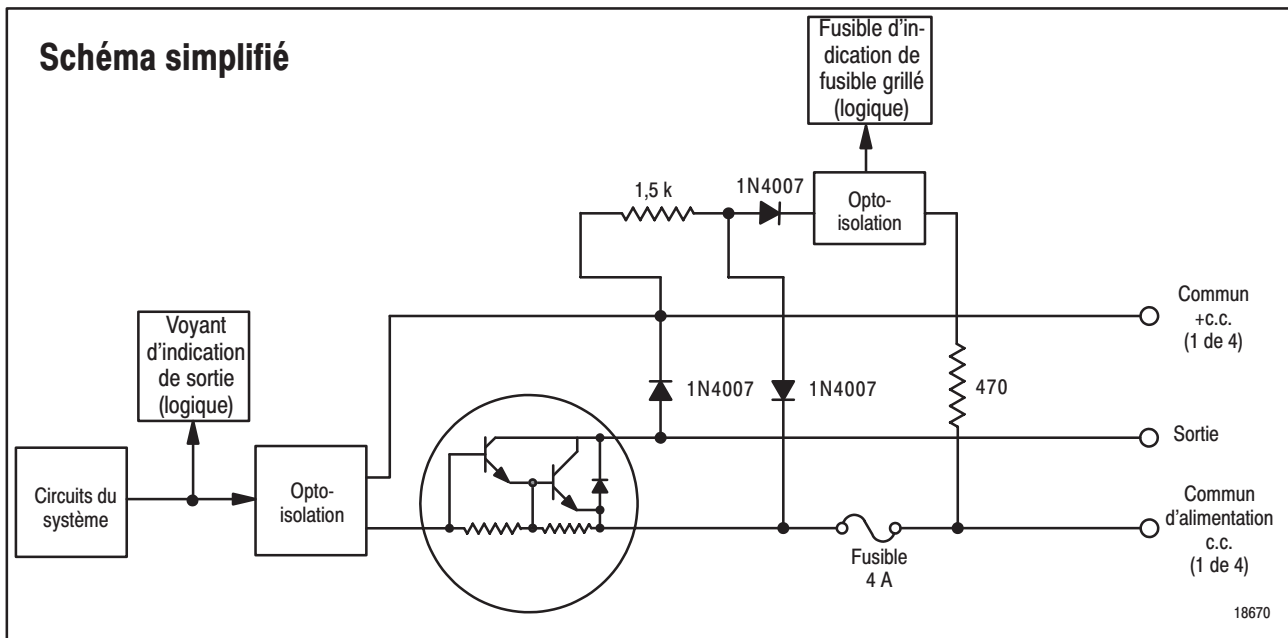 Schéma simplifié
Fusible d'in-
dication de
fusible grillé
(logique)
1,5 k
1N4007
Opto-
isolation
Voyant
d'indication
de sortie
(logique)
Commun
+c.c.
(1 de 4)
1N4007
1N4007
470
Sortie
Circuits du
système
Opto-
isolation
Fusible
4 A
Commun
d'alimentation
c.c.
(1 de 4)
18670